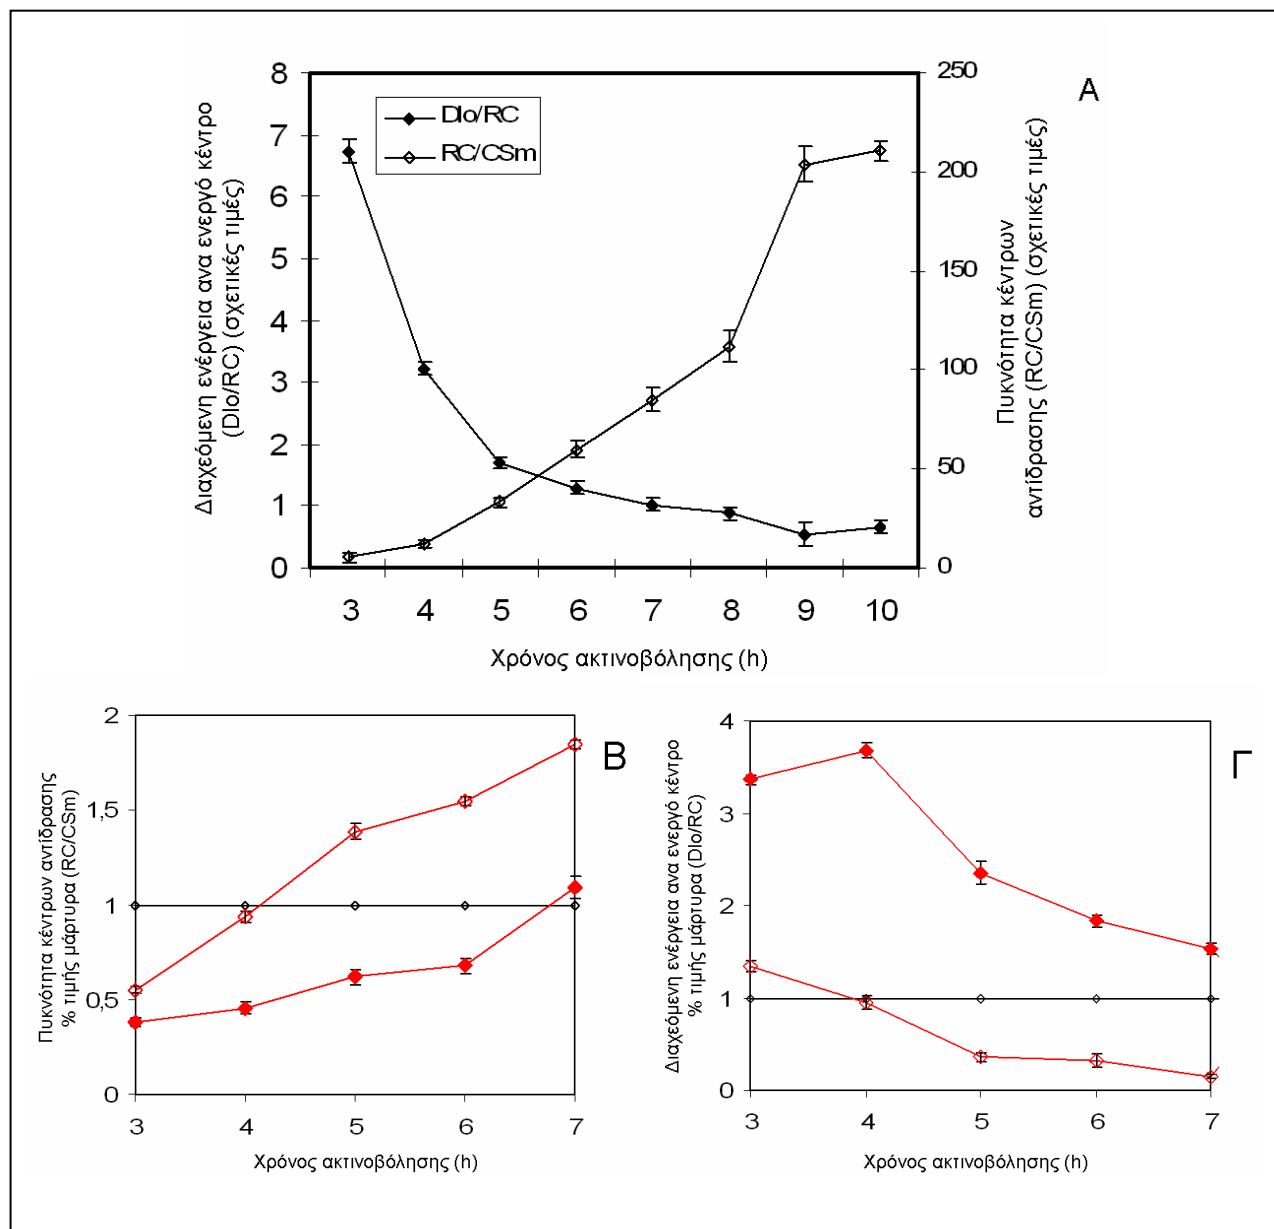 A
Διαχεόμενη ενέργεια ανα ενεργό κέντρο
(DIo/RC) (σχετικές τιμές)
8
7
6
5
4
3
2
1
0
DIo/RC
RC/CSm
250
200
150
100
50
0
Πυκνότητα κέντρων
αντίδρασης (RC/CSm) (σχετικές τιμές)
3 4 5 6 7 8 9 10
Χρόνος ακτινοβόλησης (h)
B
Πυκνότητα κέντρων αντίδρασης
% τιμής μάρτυρα (RC/CSm)
2
1,5
1
0,5
0
3 4 5 6 7
Χρόνος ακτινοβόλησης (h)
Γ
Διαχεόμενη ενέργεια ανα ενεργό κέντρο
% τιμής μάρτυρα (DIo/RC)
4
3
2
1
0
3 4 5 6 7
Χρόνος ακτινοβόλησης (h)